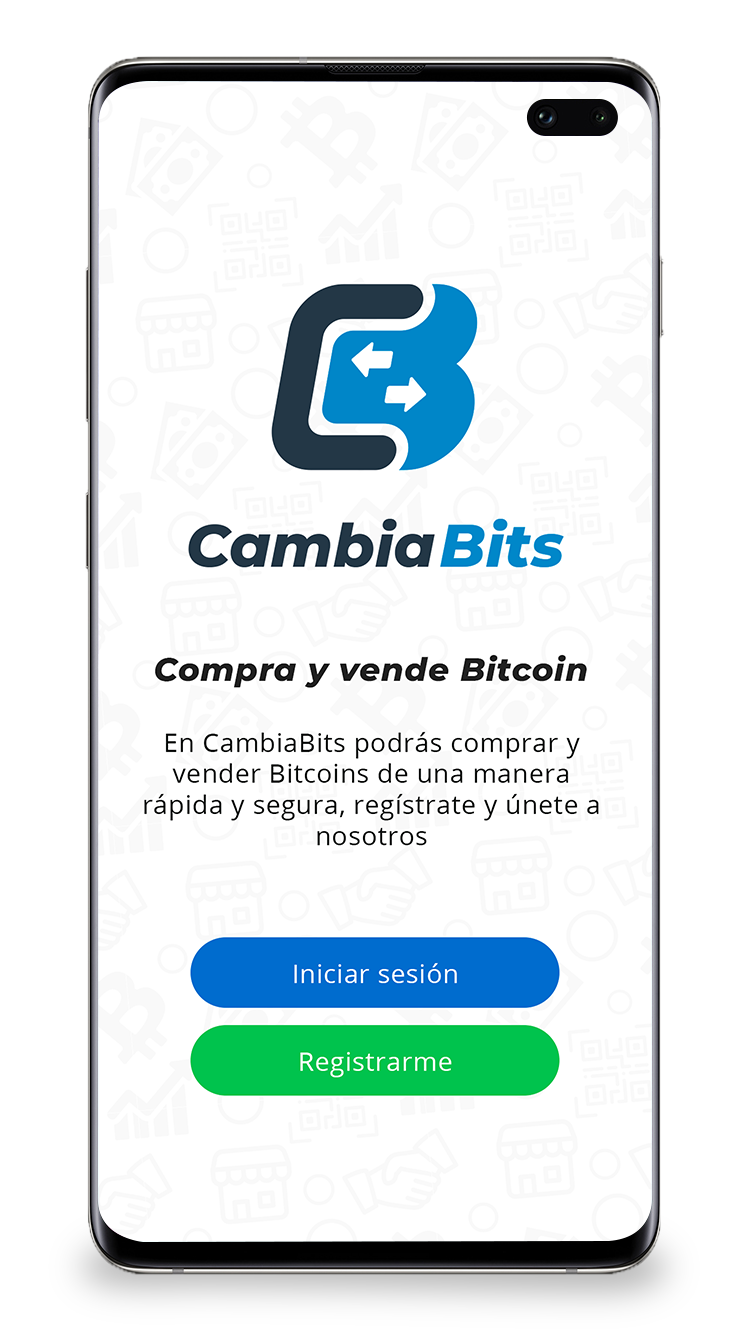 CambiaBits
Compra y vende Bitcoin
En CambiaBits podrás comprar y
vender Bitcoins de una manera
rápida y segura, regístrate y únete a
nosotros
Iniciar sesión
Registrarme